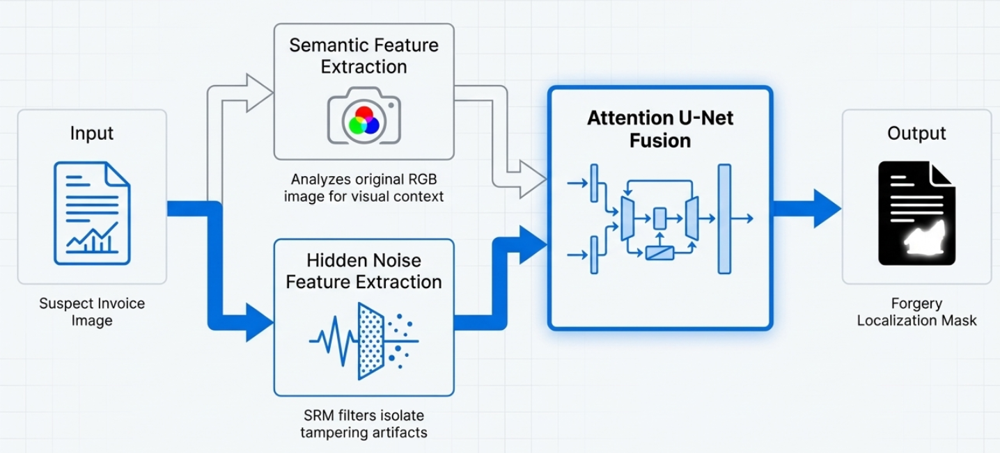 Input
Suspect Invoice
Image
Semantic Feature
Extraction
Analyzes original RGB
image for visual context
Hidden Noise
Feature Extraction
SRM filters isolate
tampering artifacts
Attention U-Net
Fusion
Output
Forgery
Localization Mask